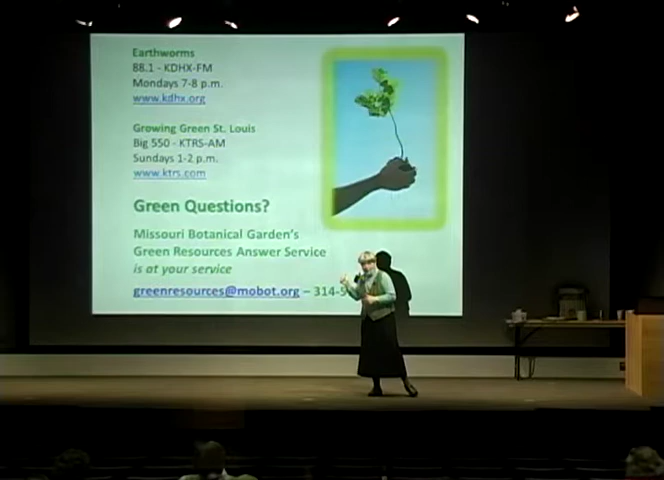 Earthworms
88.1 - KDHX-FM
Mondays 7-8 p.m.
www.kdhx.org
Growing Green St. Louis
Big 550 - KTRS-AM
Sundays 1-2 p.m.
www.ktrs.com
Green Questions?
Missouri Botanical Garden's
Green Resources Answer Service
is at your service
greenresources@mobot.org – 314-5